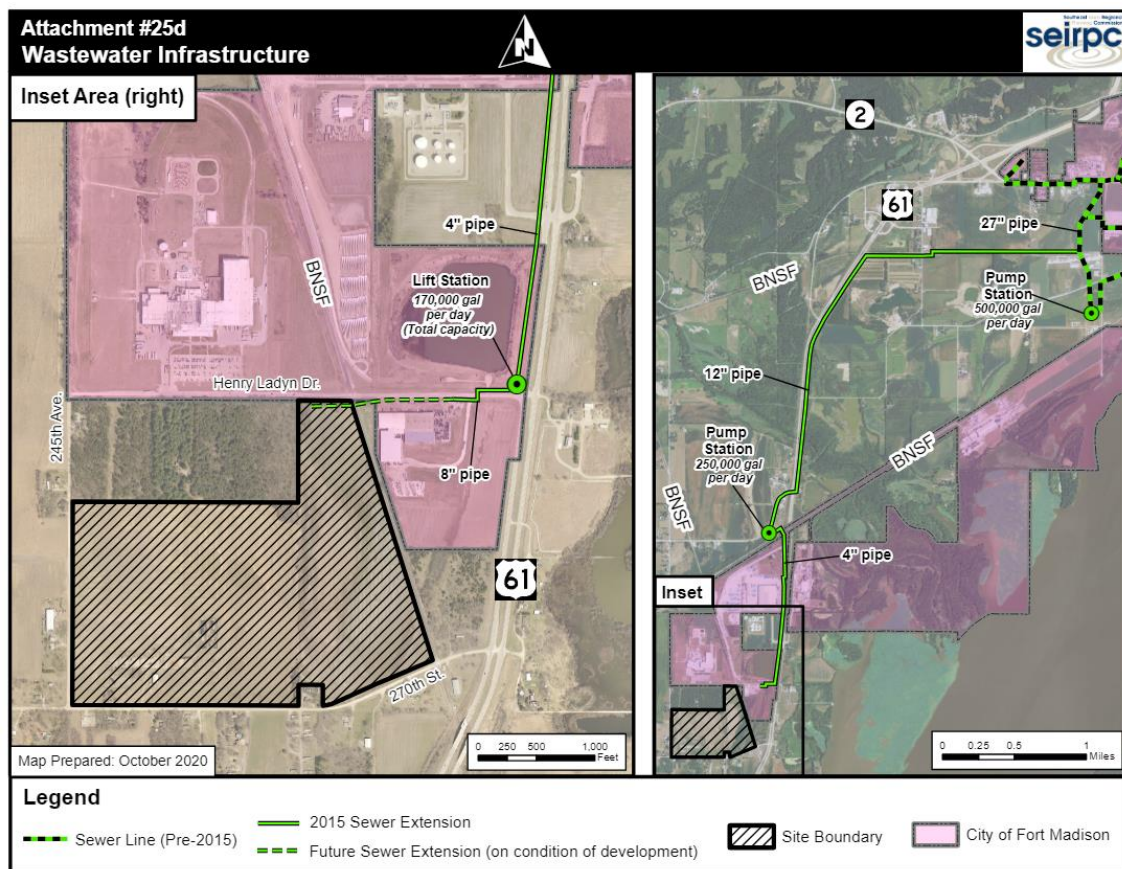 Attachment #25d
Wastewater Infrastructure
N
seirpc
Inset Area (right)
4" pipe
BNSF
Lift Station
170,000 gal
per day
(Total capacity)
Henry Ladyn Dr.
245th Ave.
8" pipe
61
270th St.
Map Prepared: October 2020
0 250 500 1,000
Feet
2
61
27" pipe
BNSF
Pump
Station
500,000 gal
per day
12" pipe
Pump
Station
250,000 gal
per day
BNSF
BNSF
4" pipe
Inset
0 0.25 0.5 1
Miles
Legend
Sewer Line (Pre-2015)
2015 Sewer Extension
Future Sewer Extension (on condition of development)
Site Boundary
City of Fort Madison